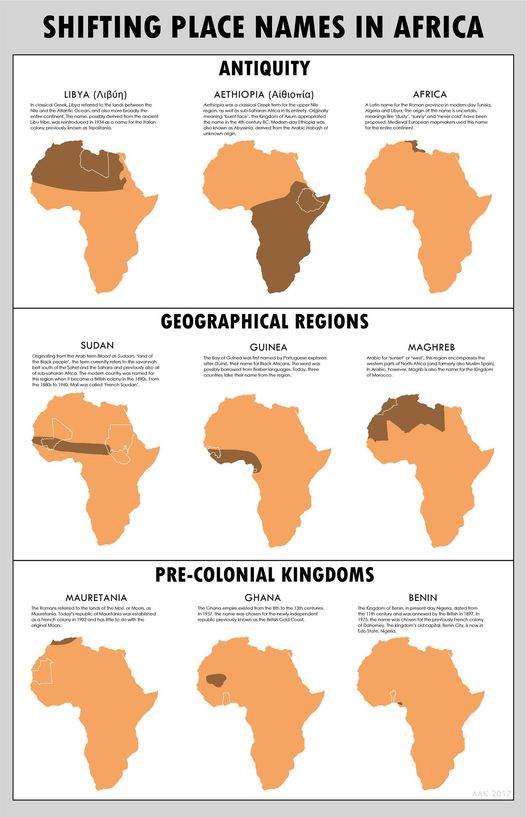 SHIFTING PLACE NAMES IN AFRICA
ANTIQUITY
LIBYA (Λιβύη)
In classical Greek, Libya referred to the lands between the
Nile and the Atlantic Ocean, and also more broadly the
entire continent. The name, possibly derived from the ancient
Libu tribe, was reintroduced in 1934 as a name for the Italian
colony previously known as Tripolitania.
AETHIOPIA (Αἰθιοπία)
Aethiopia was a classical Greek term for the upper Nile
region, as well as sub-Saharan Africa in its entirety. Originally
meaning 'burnt-face', the Kingdom of Axum appropriated
the name in the 4th century BC. Modern-day Ethiopia was
also known as Abyssinia, derived from the Arabic Habash of
unknown origin.
AFRICA
A Latin name for the Roman province in modern-day Tunisia,
Algeria and Libya. The origin of the name is uncertain,
meanings like 'dusty', 'sunny' and 'never cold' have been
proposed. Medieval European mapmakers used this name
for the entire continent.
GEOGRAPHICAL REGIONS
SUDAN
Originating from the Arab term Bilaad as-Sudaan, 'land of
the Black people'. The term currently refers to the savannah
belt south of the Sahel and the Sahara and previously also all
of sub-saharan Africa. The modern country was named for
this region when it became a British colony in the 1890s. From
the 1880s to 1960, Mali was called 'French Soudan'.
GUINEA
The Bay of Guinea was first named by Portuguese explorers
after Guiné, their name for Black Africans. The word was
possibly borrowed from Berber languages. Today, three
countries take their name from the region.
MAGHREB
Arabic for "sunset" or "west", this region encompasses the
western parts of North Africa (and formerly also Muslim Spain).
In Arabic, however, Magrib is also the name for the Kingdom
of Morocco.
PRE-COLONIAL KINGDOMS
MAURETANIA
The Romans referred to the lands of the Mori, or Moors, as
Mauretania. Today's republic of Mauritania was established
as a French colony in 1902 and has little to do with the
original Moors.
GHANA
The Ghana empire existed from the 8th to the 13th centuries.
In 1957, the name was chosen for the newly independent
republic previously known as the British Gold Coast.
BENIN
The Kingdom of Benin, in present-day Nigeria, dated from
the 11th century and was annexed by the British in 1897. In
1975, the name was chosen for the previously French colony
of Dahomey. The kingdom's old capital, Benin City, is now in
Edo State, Nigeria.
AAK 2017